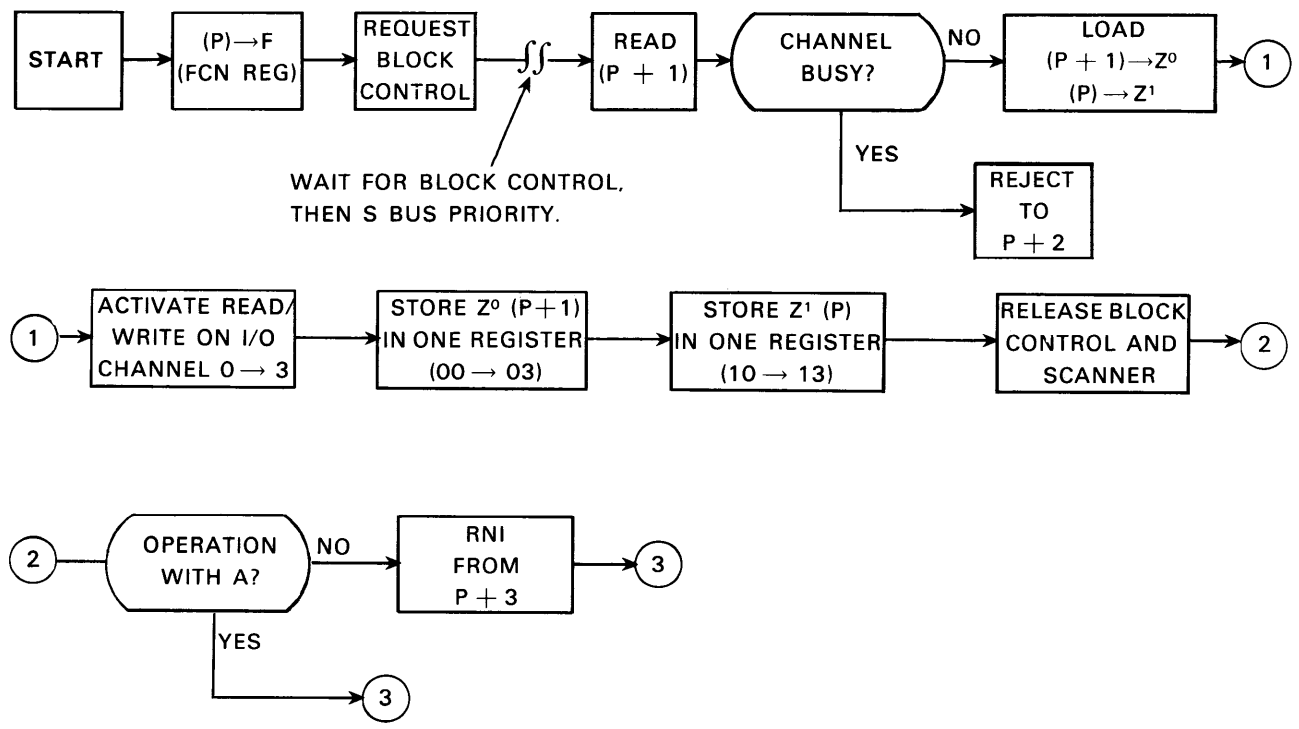 START
(P)→F
(FCN REG)
REQUEST
BLOCK
CONTROL
READ
(P + 1)
CHANNEL
BUSY?
NO
LOAD
(P + 1)→Z⁰
(P)→Z¹
1
YES
WAIT FOR BLOCK CONTROL,
THEN S BUS PRIORITY.
REJECT
TO
P + 2
1
ACTIVATE READ/
WRITE ON I/O
CHANNEL 0 → 3
STORE Z⁰ (P+1)
IN ONE REGISTER
(00 → 03)
STORE Z¹ (P)
IN ONE REGISTER
(10 → 13)
RELEASE BLOCK
CONTROL AND
SCANNER
2
2
OPERATION
WITH A?
NO
RNI
FROM
P + 3
3
YES
3